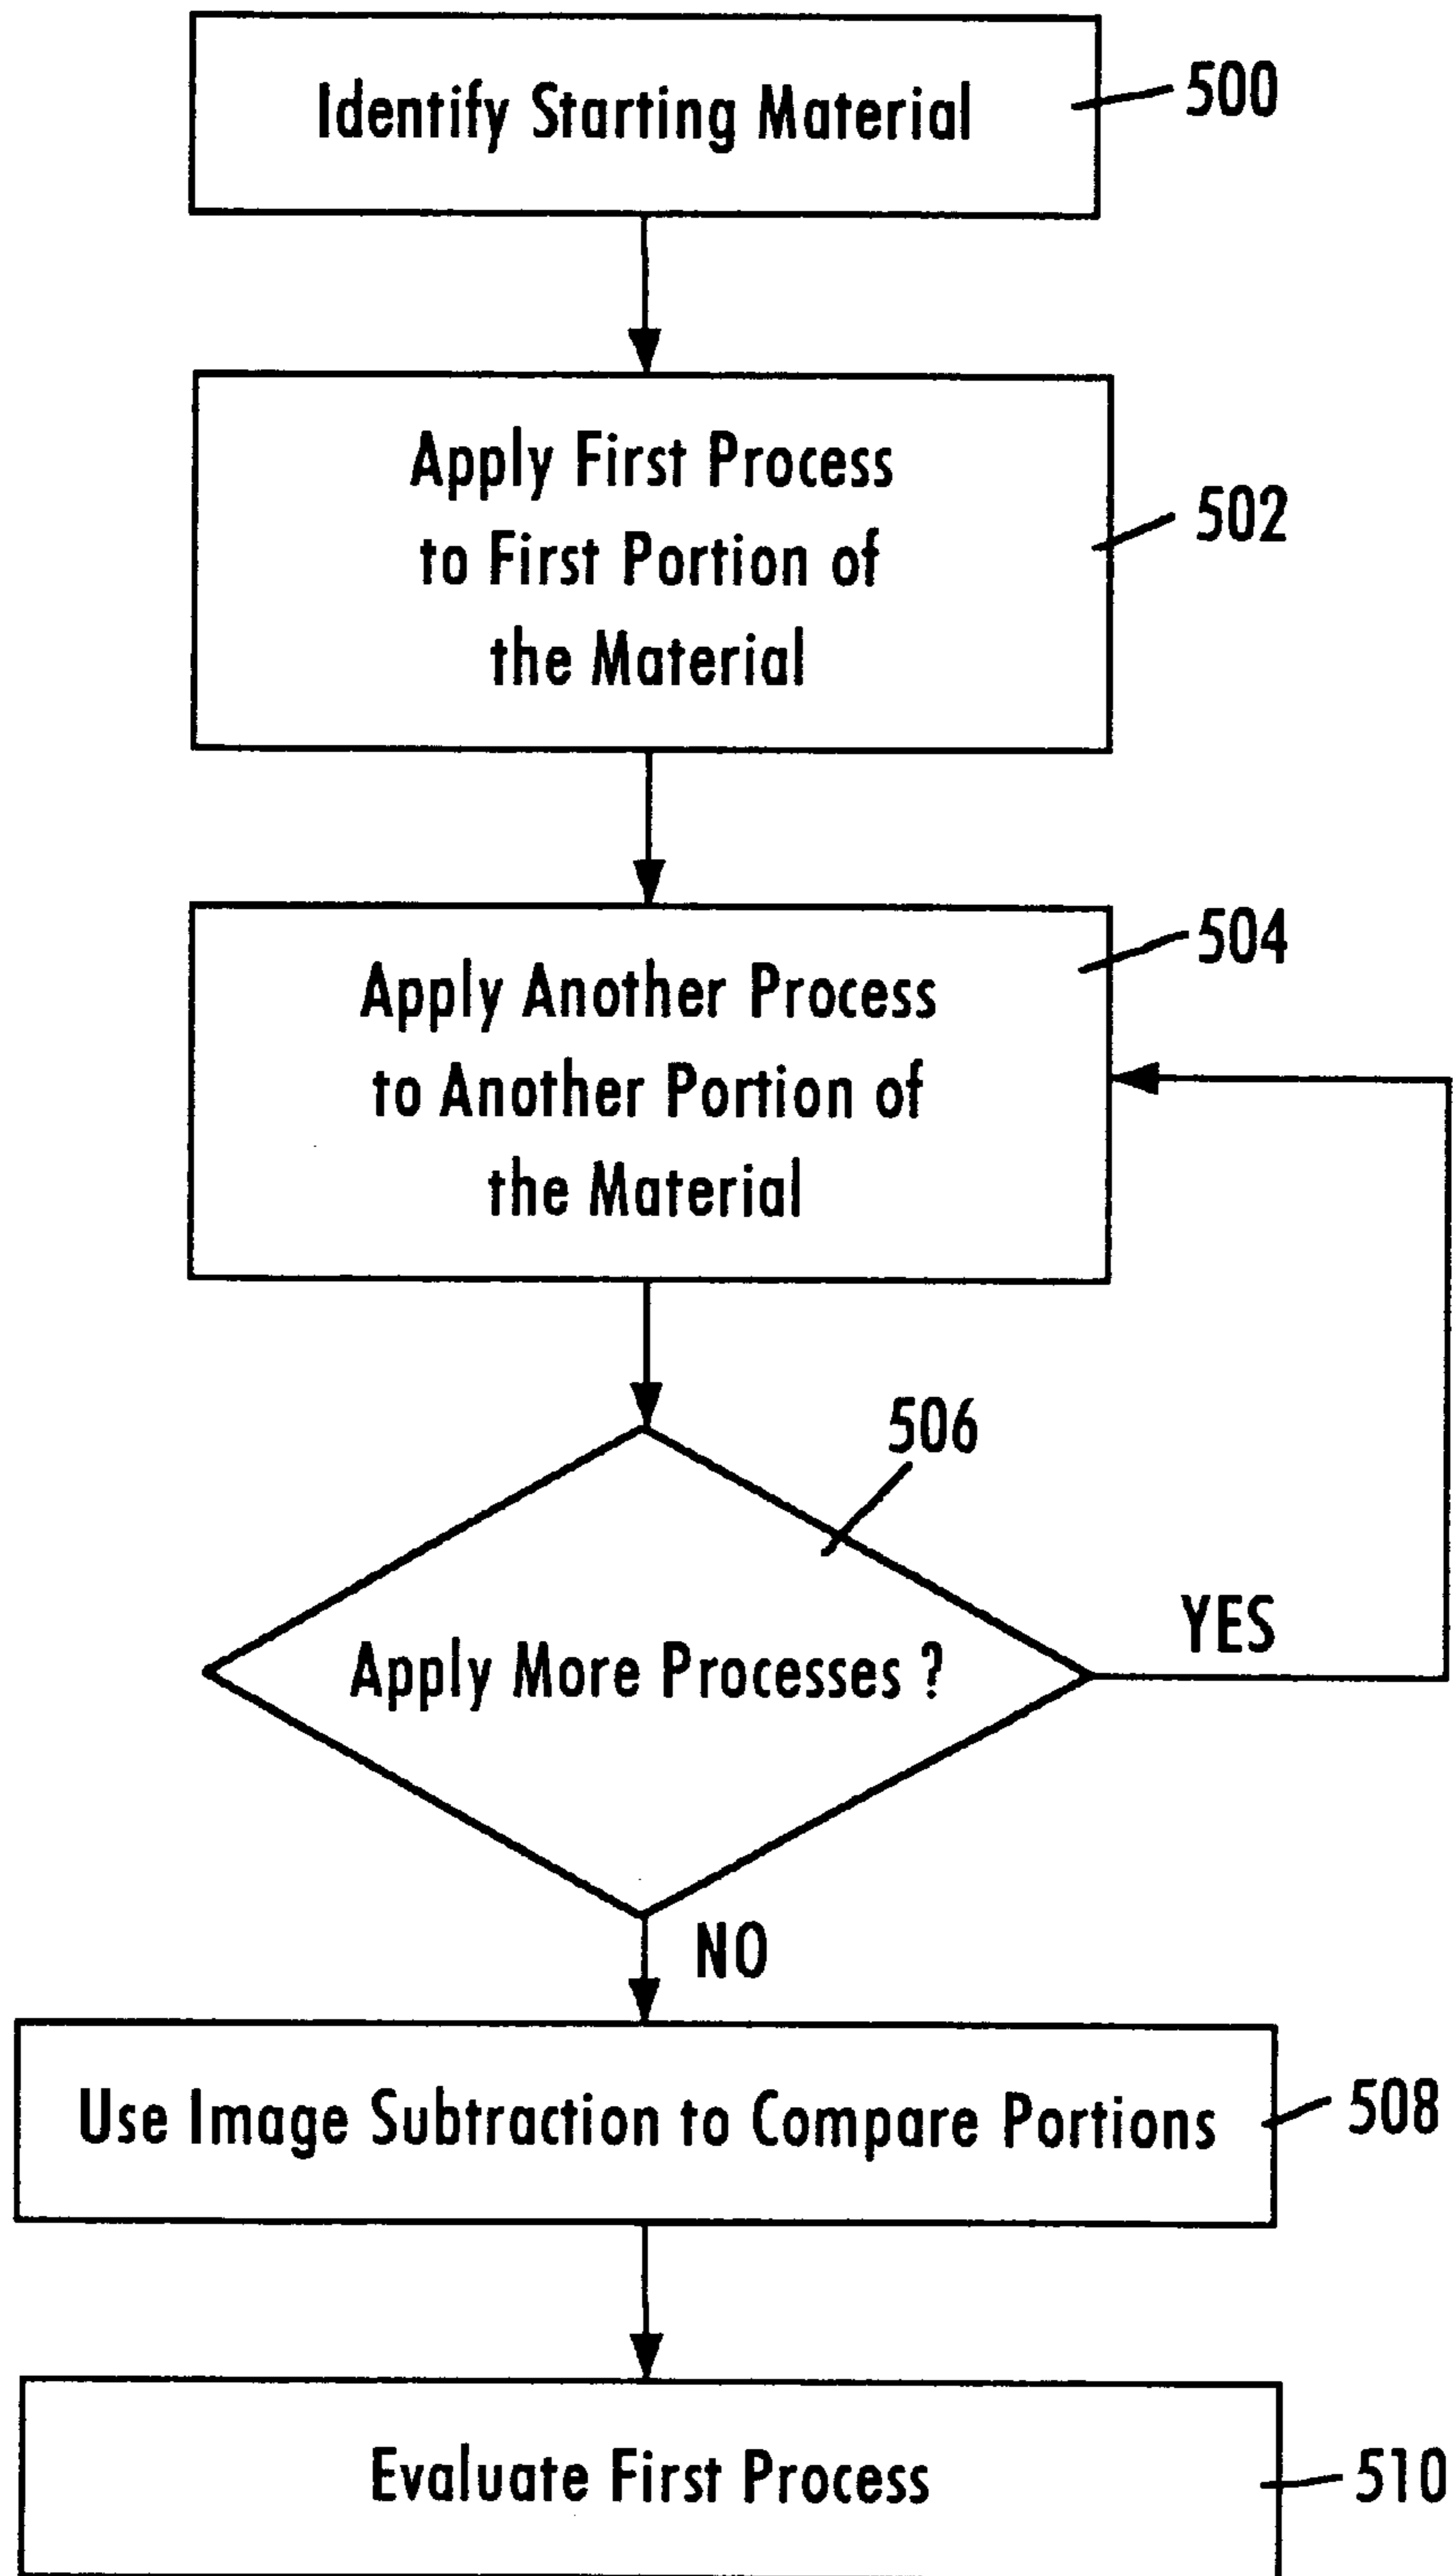 Identify Starting Material
500
Apply First Process
to First Portion of
the Material
502
504
Apply Another Process
to Another Portion of
the Material
506
Apply More Processes ?
YES
NO
Use Image Subtraction to Compare Portions
508
Evaluate First Process
510